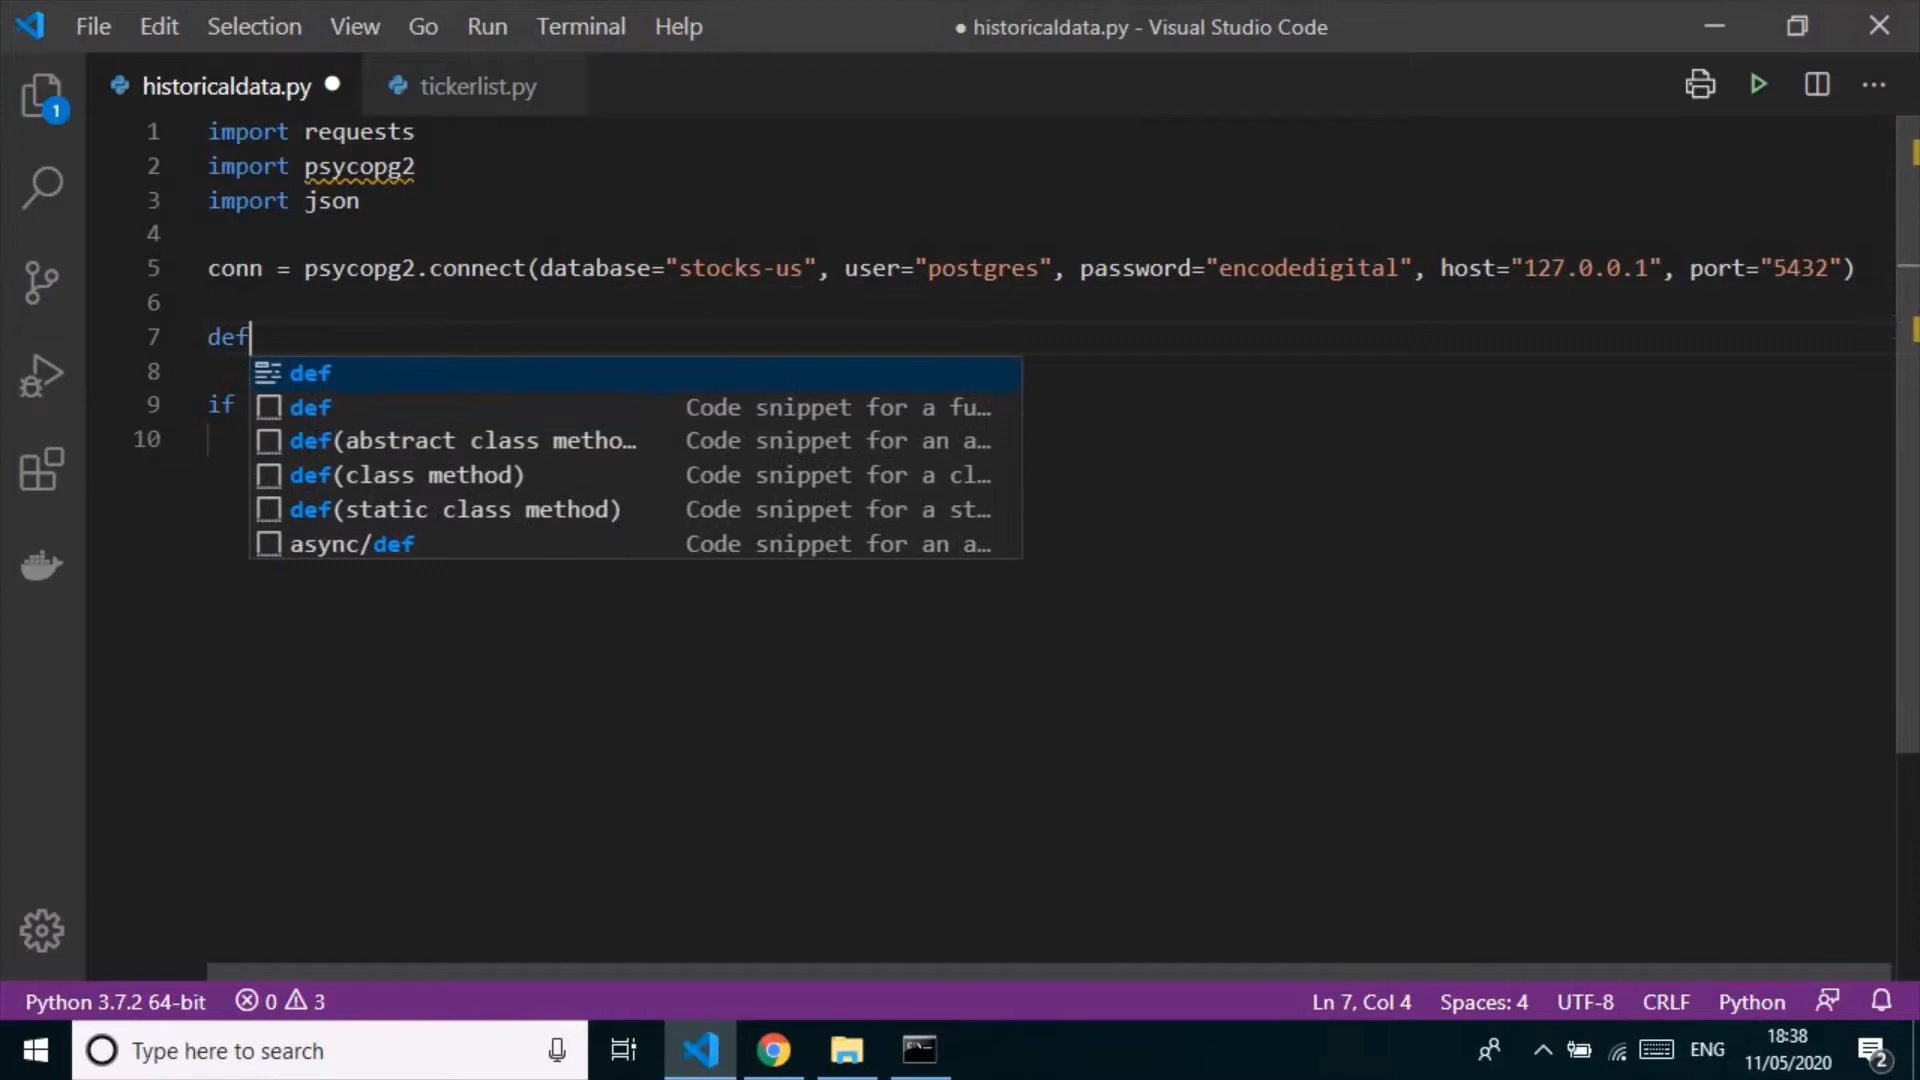 File Edit Selection View Go Run Terminal Help ● historicaldata.py - Visual Studio Code
historicaldata.py tickerlist.py
1
1 import requests
2 import psycopg2
3 import json
4
5 conn = psycopg2.connect(database="stocks-us", user="postgres", password="encodedigital", host="127.0.0.1", port="5432")
6
7 def
8 def
def Code snippet for a fu…
9 if
10 def(abstract class metho… Code snippet for an a…
def(class method) Code snippet for a cl…
def(static class method) Code snippet for a st…
async/def Code snippet for an a…
Python 3.7.2 64-bit 0 3 Ln 7, Col 4 Spaces: 4 UTF-8 CRLF Python
Type here to search ENG 18:38
11/05/2020 2